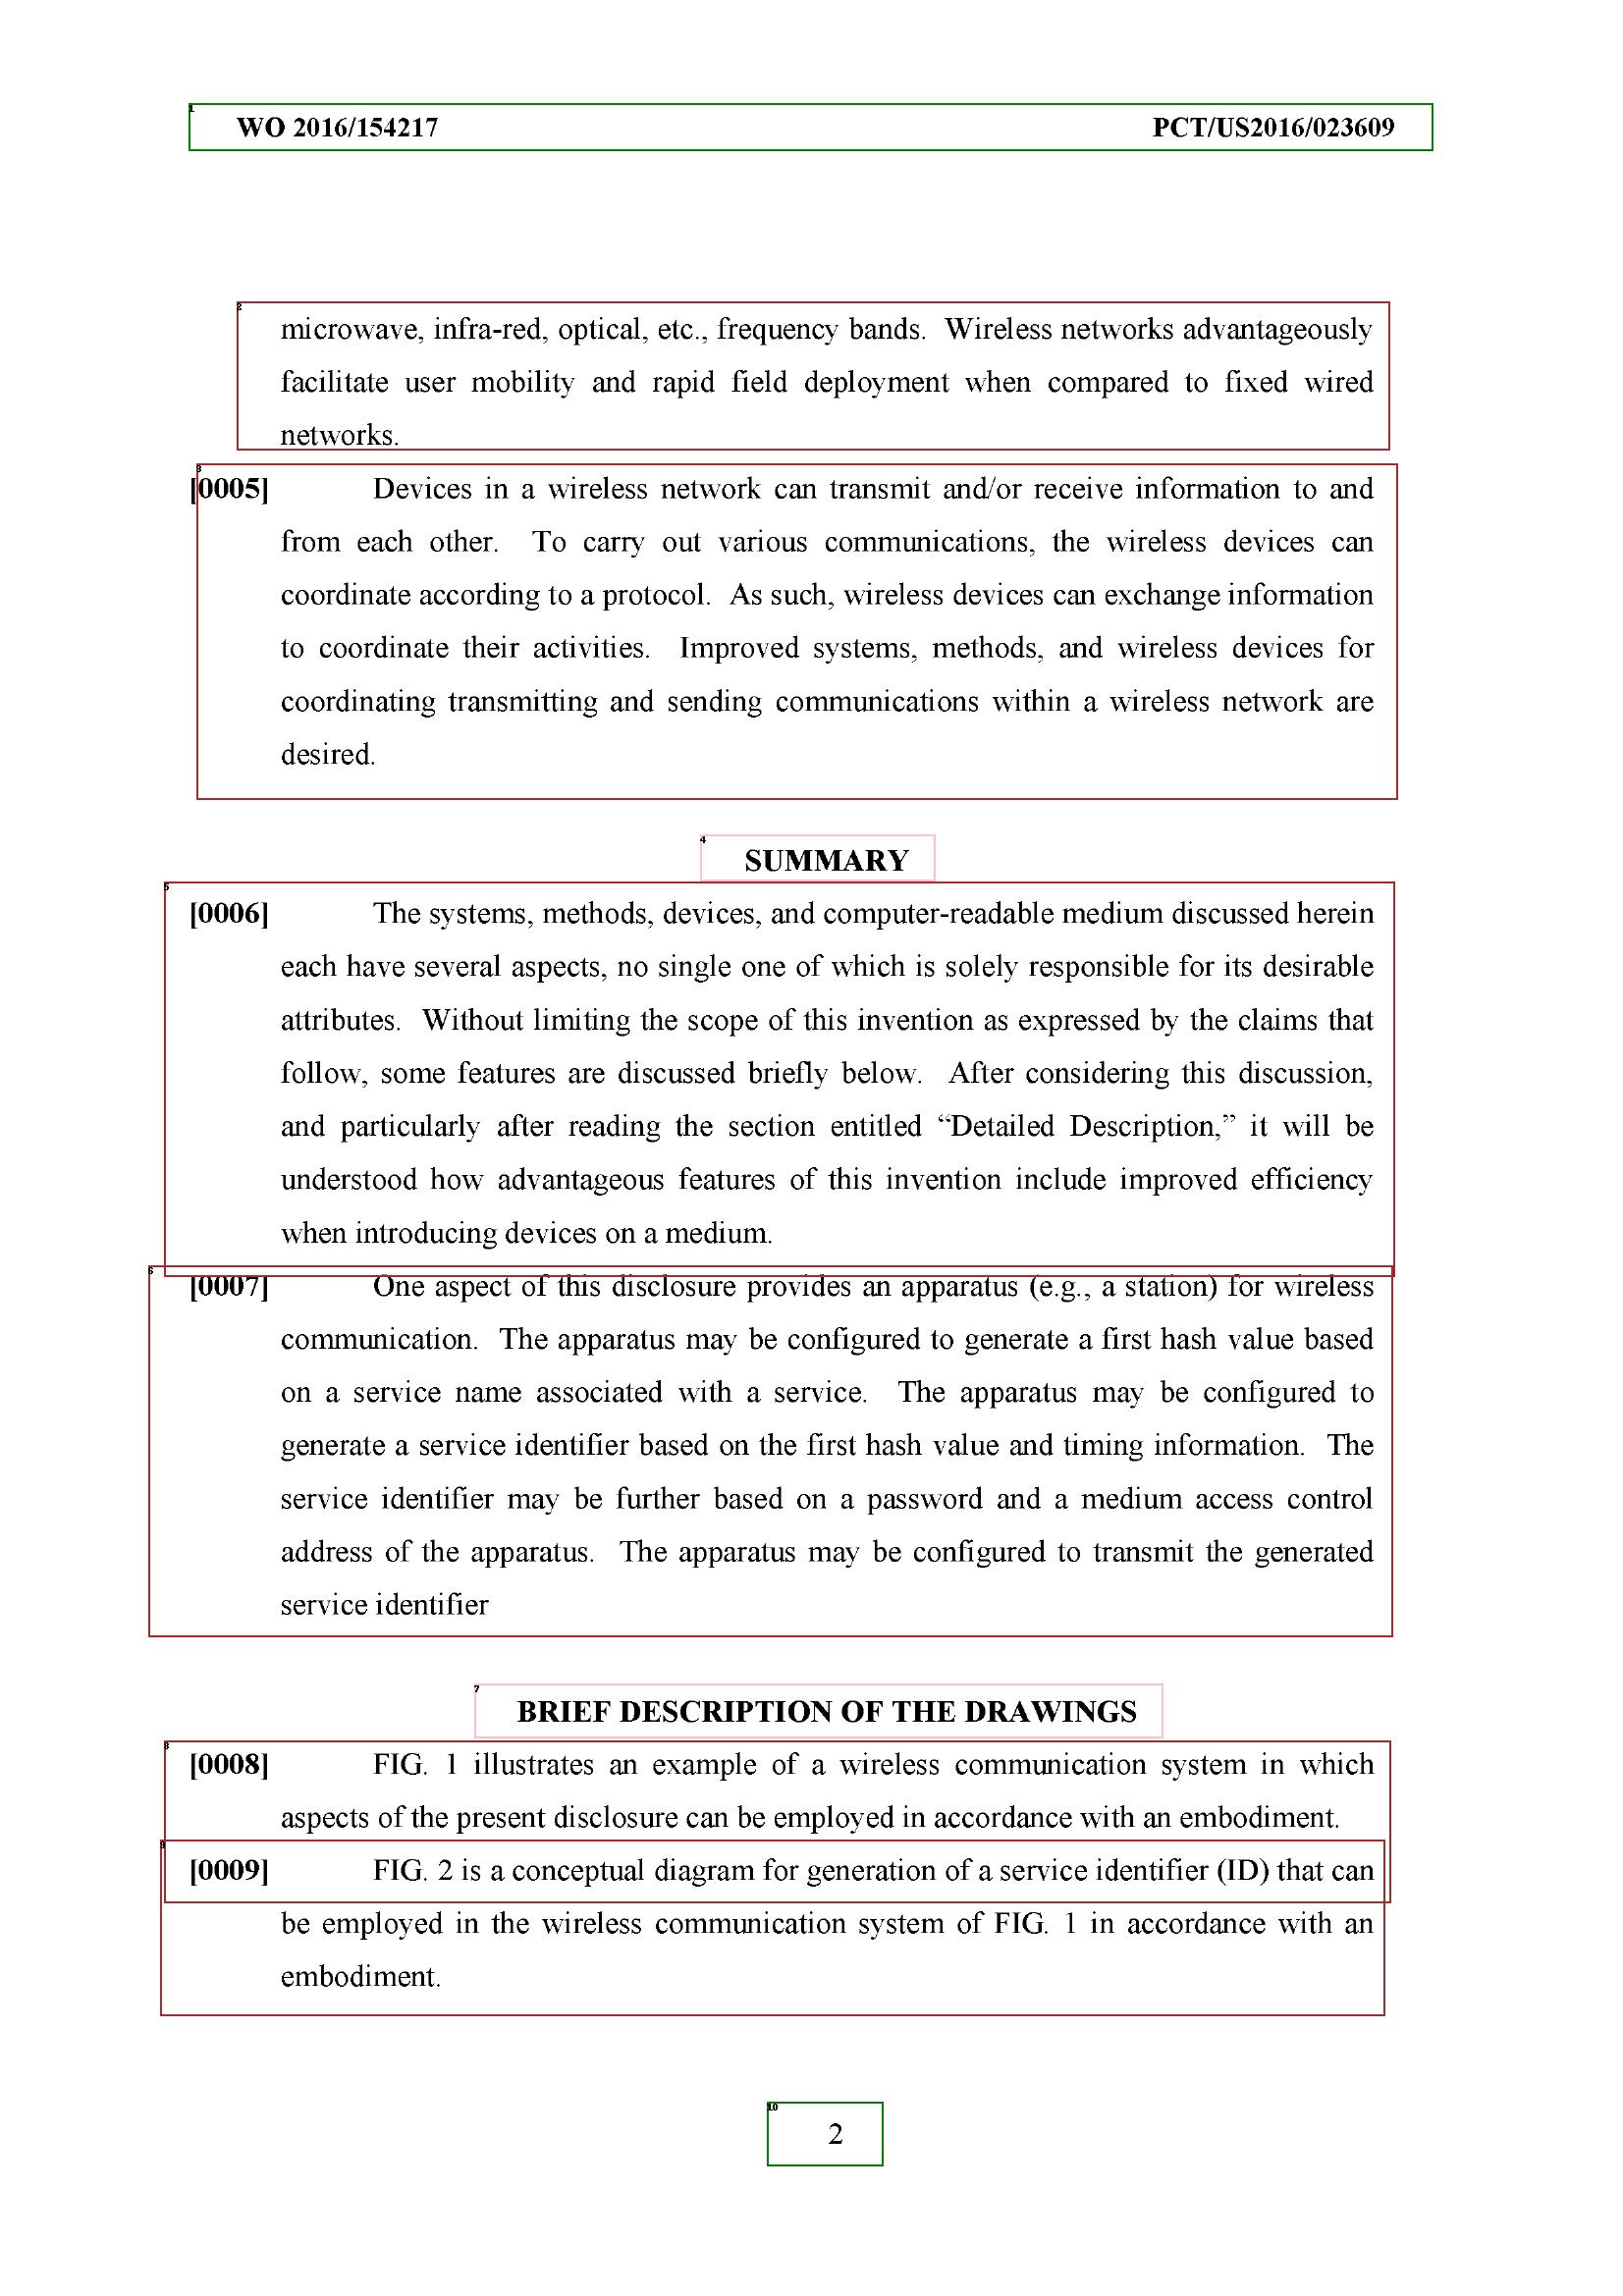 WO 2016/154217 PCT/US2016/023609
microwave, infra-red, optical, etc., frequency bands. Wireless networks advantageously
facilitate user mobility and rapid field deployment when compared to fixed wired
networks.
[0005] Devices in a wireless network can transmit and/or receive information to and
from each other. To carry out various communications, the wireless devices can
coordinate according to a protocol. As such, wireless devices can exchange information
to coordinate their activities. Improved systems, methods, and wireless devices for
coordinating transmitting and sending communications within a wireless network are
desired.
SUMMARY
[0006] The systems, methods, devices, and computer-readable medium discussed herein
each have several aspects, no single one of which is solely responsible for its desirable
attributes. Without limiting the scope of this invention as expressed by the claims that
follow, some features are discussed briefly below. After considering this discussion,
and particularly after reading the section entitled “Detailed Description,” it will be
understood how advantageous features of this invention include improved efficiency
when introducing devices on a medium.
[0007] One aspect of this disclosure provides an apparatus (e.g., a station) for wireless
communication. The apparatus may be configured to generate a first hash value based
on a service name associated with a service. The apparatus may be configured to
generate a service identifier based on the first hash value and timing information. The
service identifier may be further based on a password and a medium access control
address of the apparatus. The apparatus may be configured to transmit the generated
service identifier
BRIEF DESCRIPTION OF THE DRAWINGS
[0008] FIG. 1 illustrates an example of a wireless communication system in which
aspects of the present disclosure can be employed in accordance with an embodiment.
[0009] FIG. 2 is a conceptual diagram for generation of a service identifier (ID) that can
be employed in the wireless communication system of FIG. 1 in accordance with an
embodiment.
2